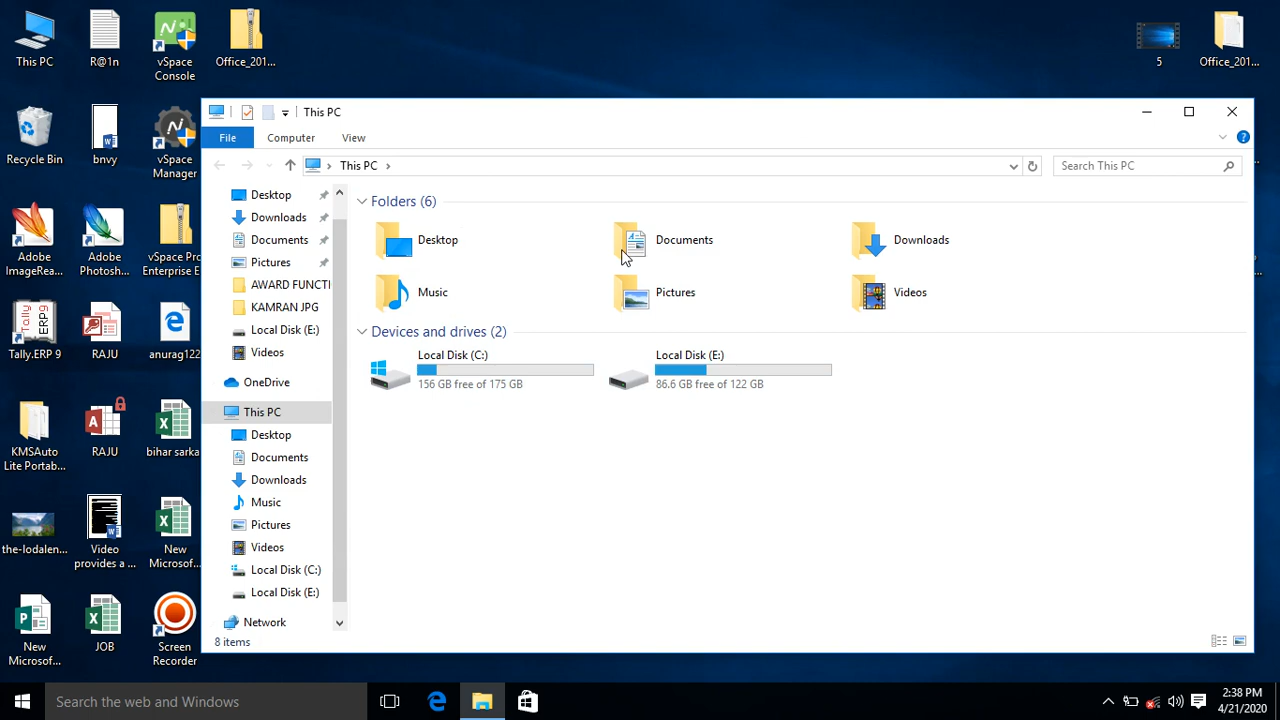 This PC
R@1n
vSpace
Console
Office_201...
5
Office_201...
Recycle Bin
bnvy
vSpace
Manager
Adobe
ImageRea...
Adobe
Photosh...
vSpace Pro
Enterprise E...
Tally.ERP 9
RAJU
anurag122
KMSAuto
Lite Portab...
RAJU
bihar sarka
the-lodalen...
Video
provides a ...
New
Microsof...
New
Microsof...
JOB
Screen
Recorder
This PC
File
Computer
View
This PC
Search This PC
Desktop
Downloads
Documents
Pictures
AWARD FUNCTI
KAMRAN JPG
Local Disk (E:)
Videos
OneDrive
This PC
Desktop
Documents
Downloads
Music
Pictures
Videos
Local Disk (C:)
Local Disk (E:)
Network
Folders (6)
Desktop
Documents
Downloads
Music
Pictures
Videos
Devices and drives (2)
Local Disk (C:)
156 GB free of 175 GB
Local Disk (E:)
86.6 GB free of 122 GB
8 items
Search the web and Windows
2:38 PM
4/21/2020